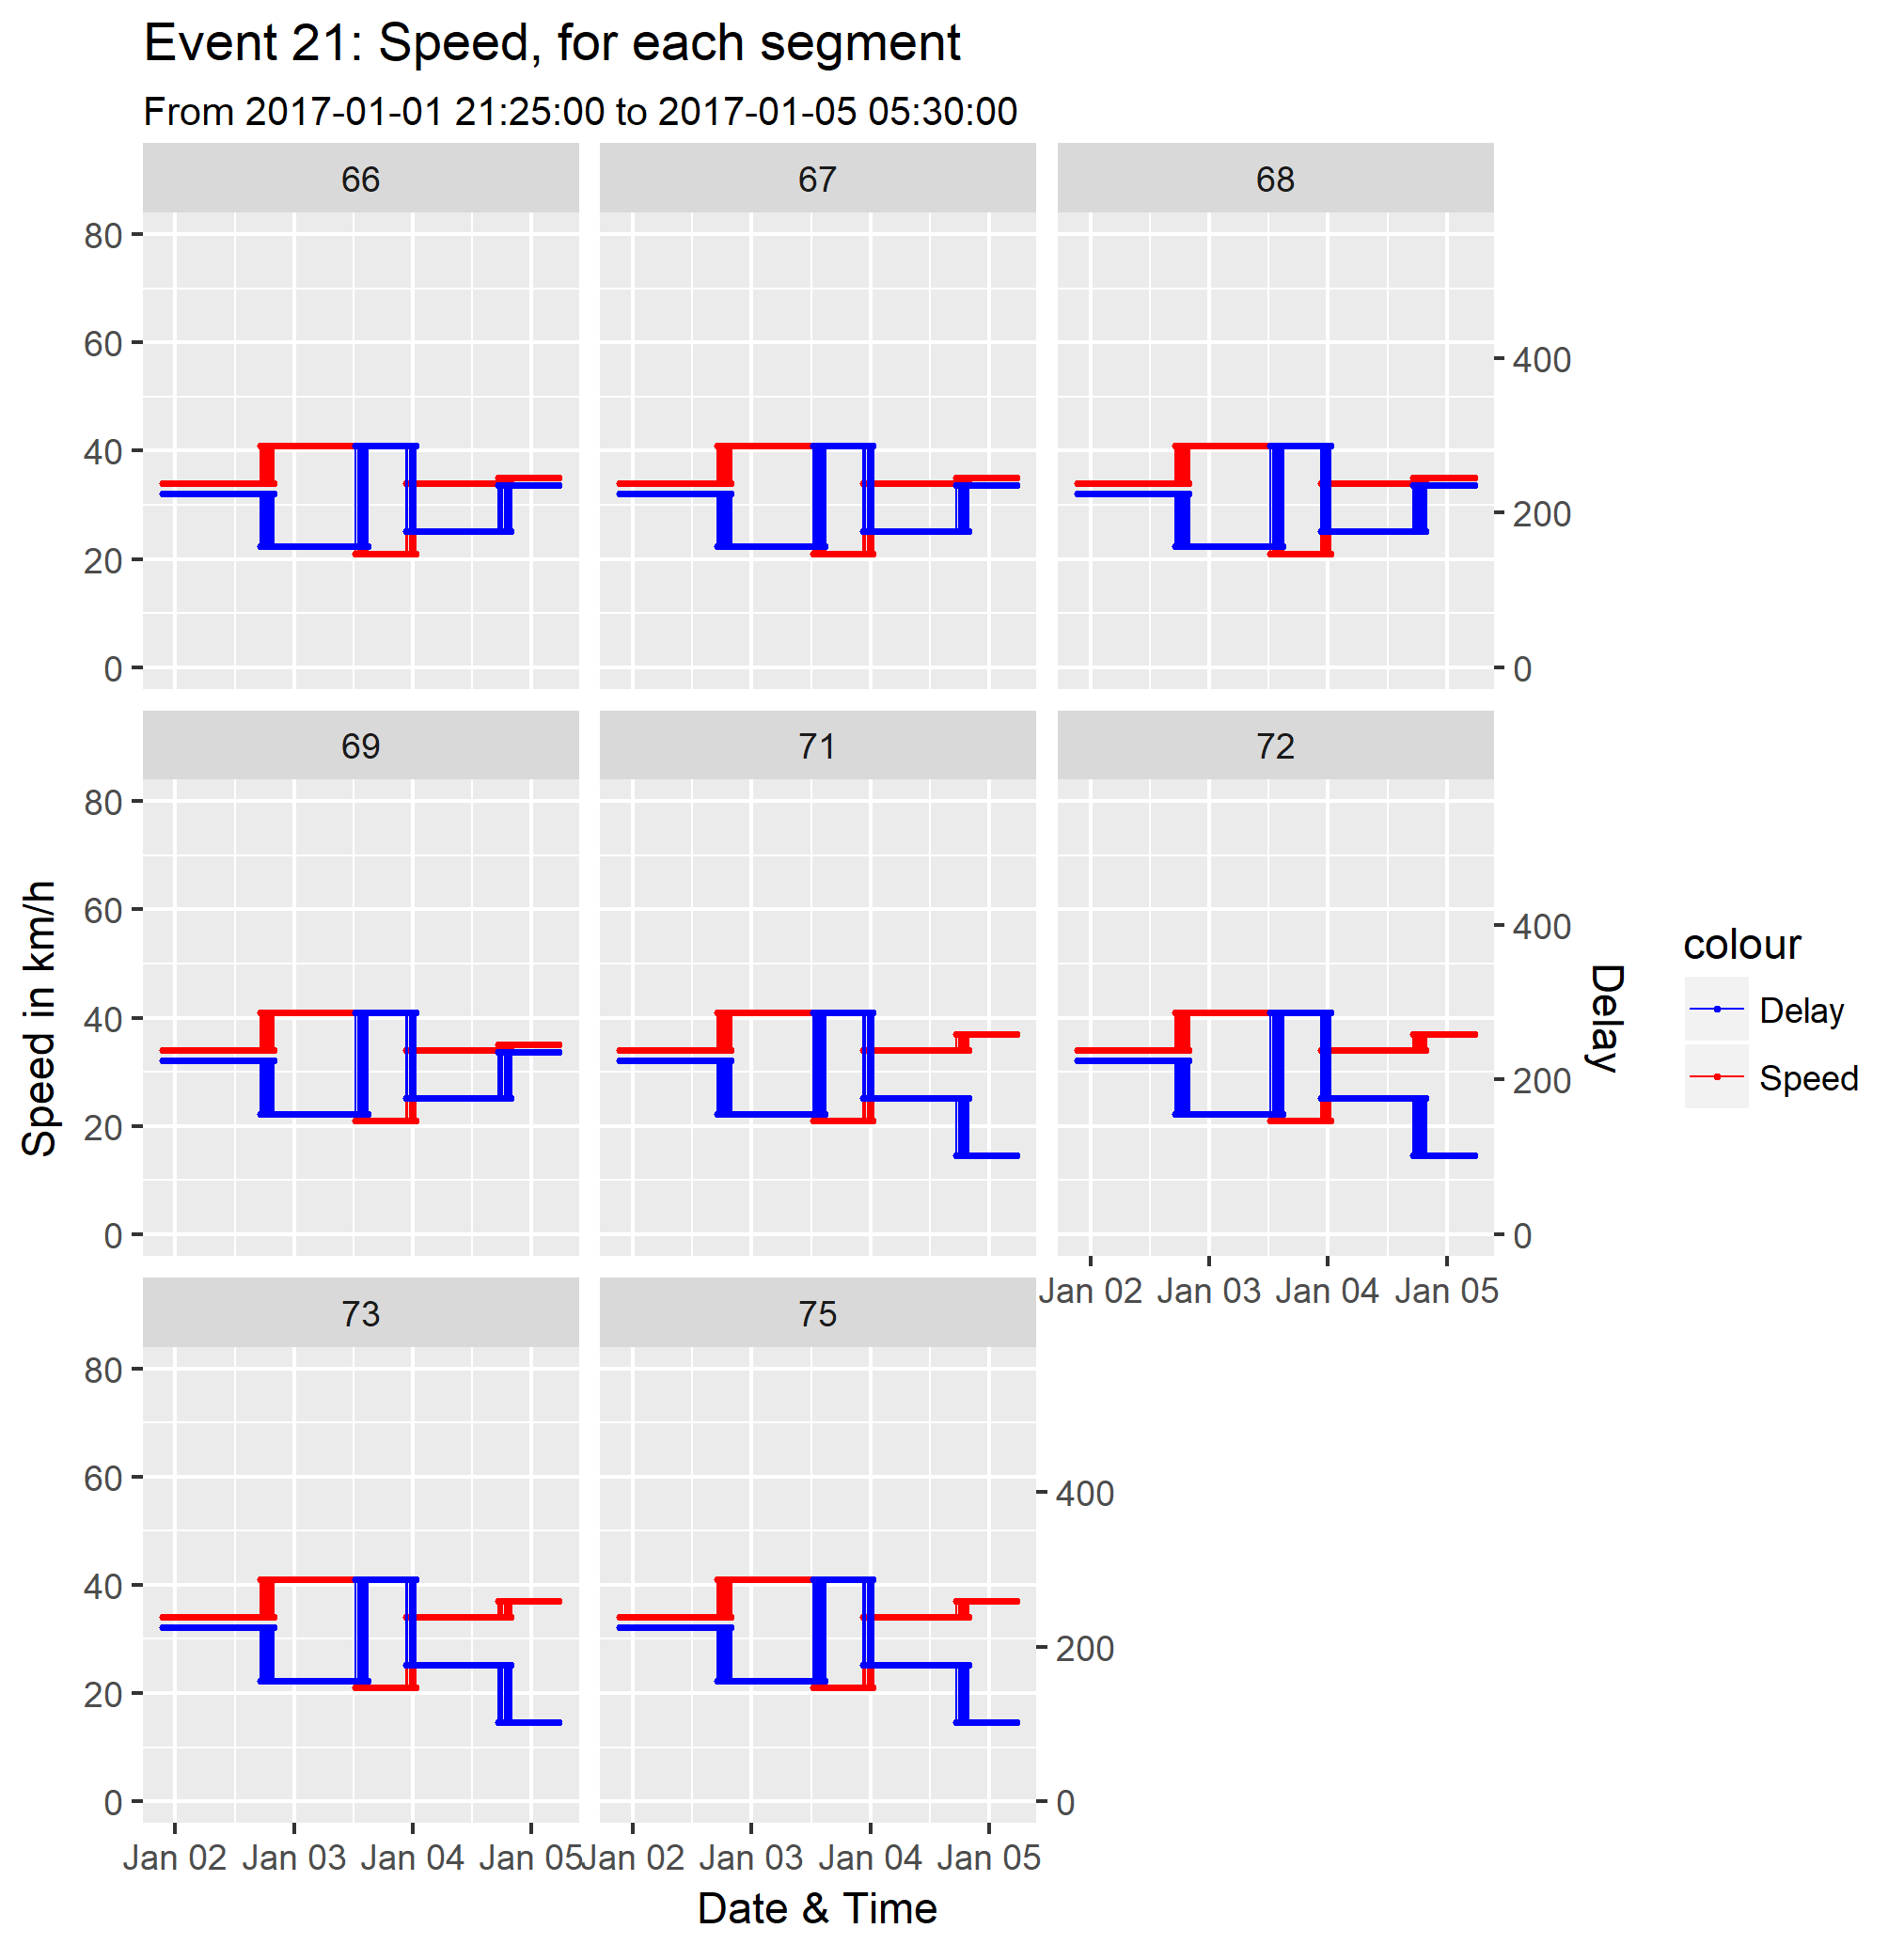 Event 21: Speed, for each segment
From 2017-01-01 21:25:00 to 2017-01-05 05:30:00
66 67 68
80
60
400
40
200
20
0 0
69 71 72
80
60
400
40
200
20
0 0
Jan 02 Jan 03 Jan 04 Jan 05
73 75
80
60
400
40
200
20
0 0
Jan 02 Jan 03 Jan 04 Jan 05 Jan 02 Jan 03 Jan 04 Jan 05
Date & Time
Speed in km/h
Delay
colour
Delay
Speed